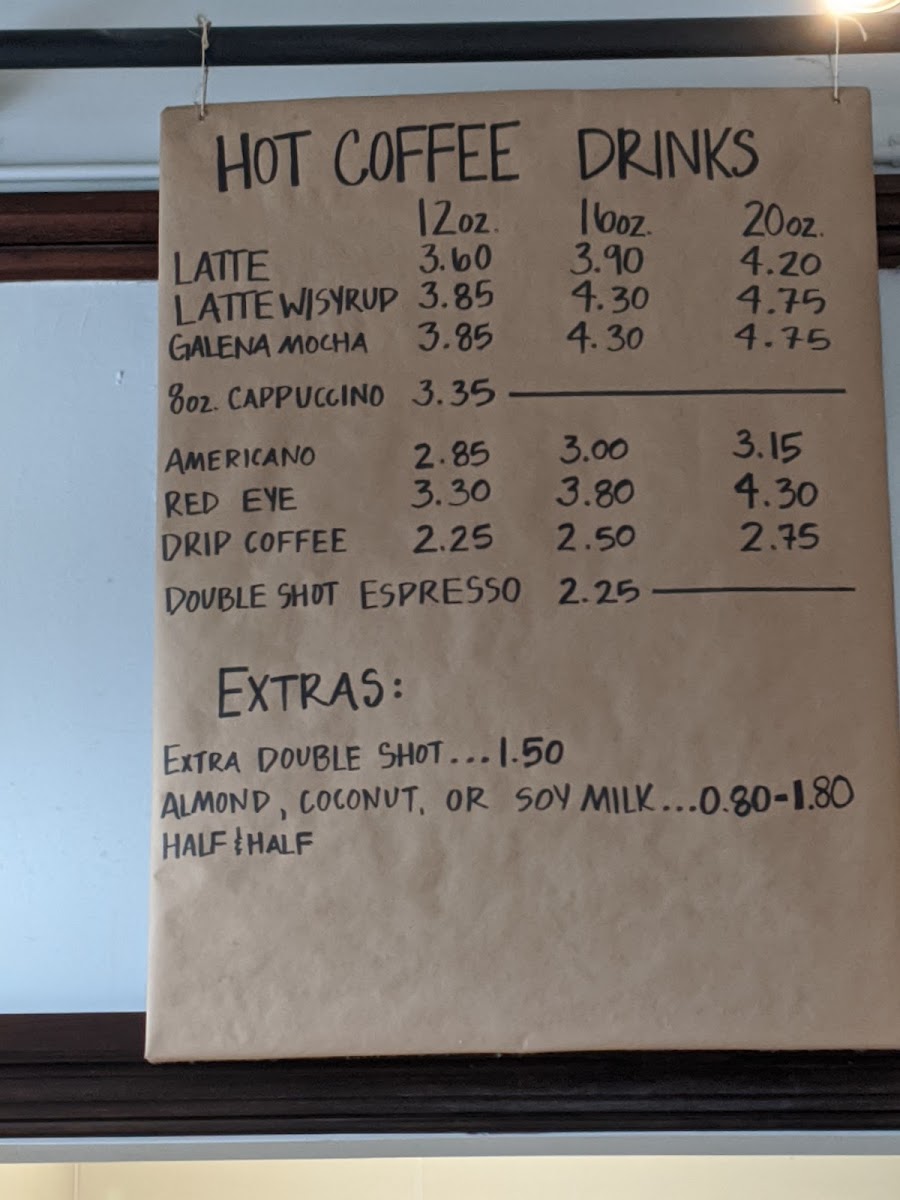 HOT COFFEE DRINKS
12oz. 16oz. 20oz.
LATTE 3.60 3.90 4.20
LATTE W/SYRUP 3.85 4.30 4.75
GALENA MOCHA 3.85 4.30 4.75
8oz. CAPPUCCINO 3.35
AMERICANO 2.85 3.00 3.15
RED EYE 3.30 3.80 4.30
DRIP COFFEE 2.25 2.50 2.75
DOUBLE SHOT ESPRESSO 2.25
EXTRAS:
EXTRA DOUBLE SHOT...1.50
ALMOND, COCONUT, OR SOY MILK...0.80-1.80
HALF & HALF